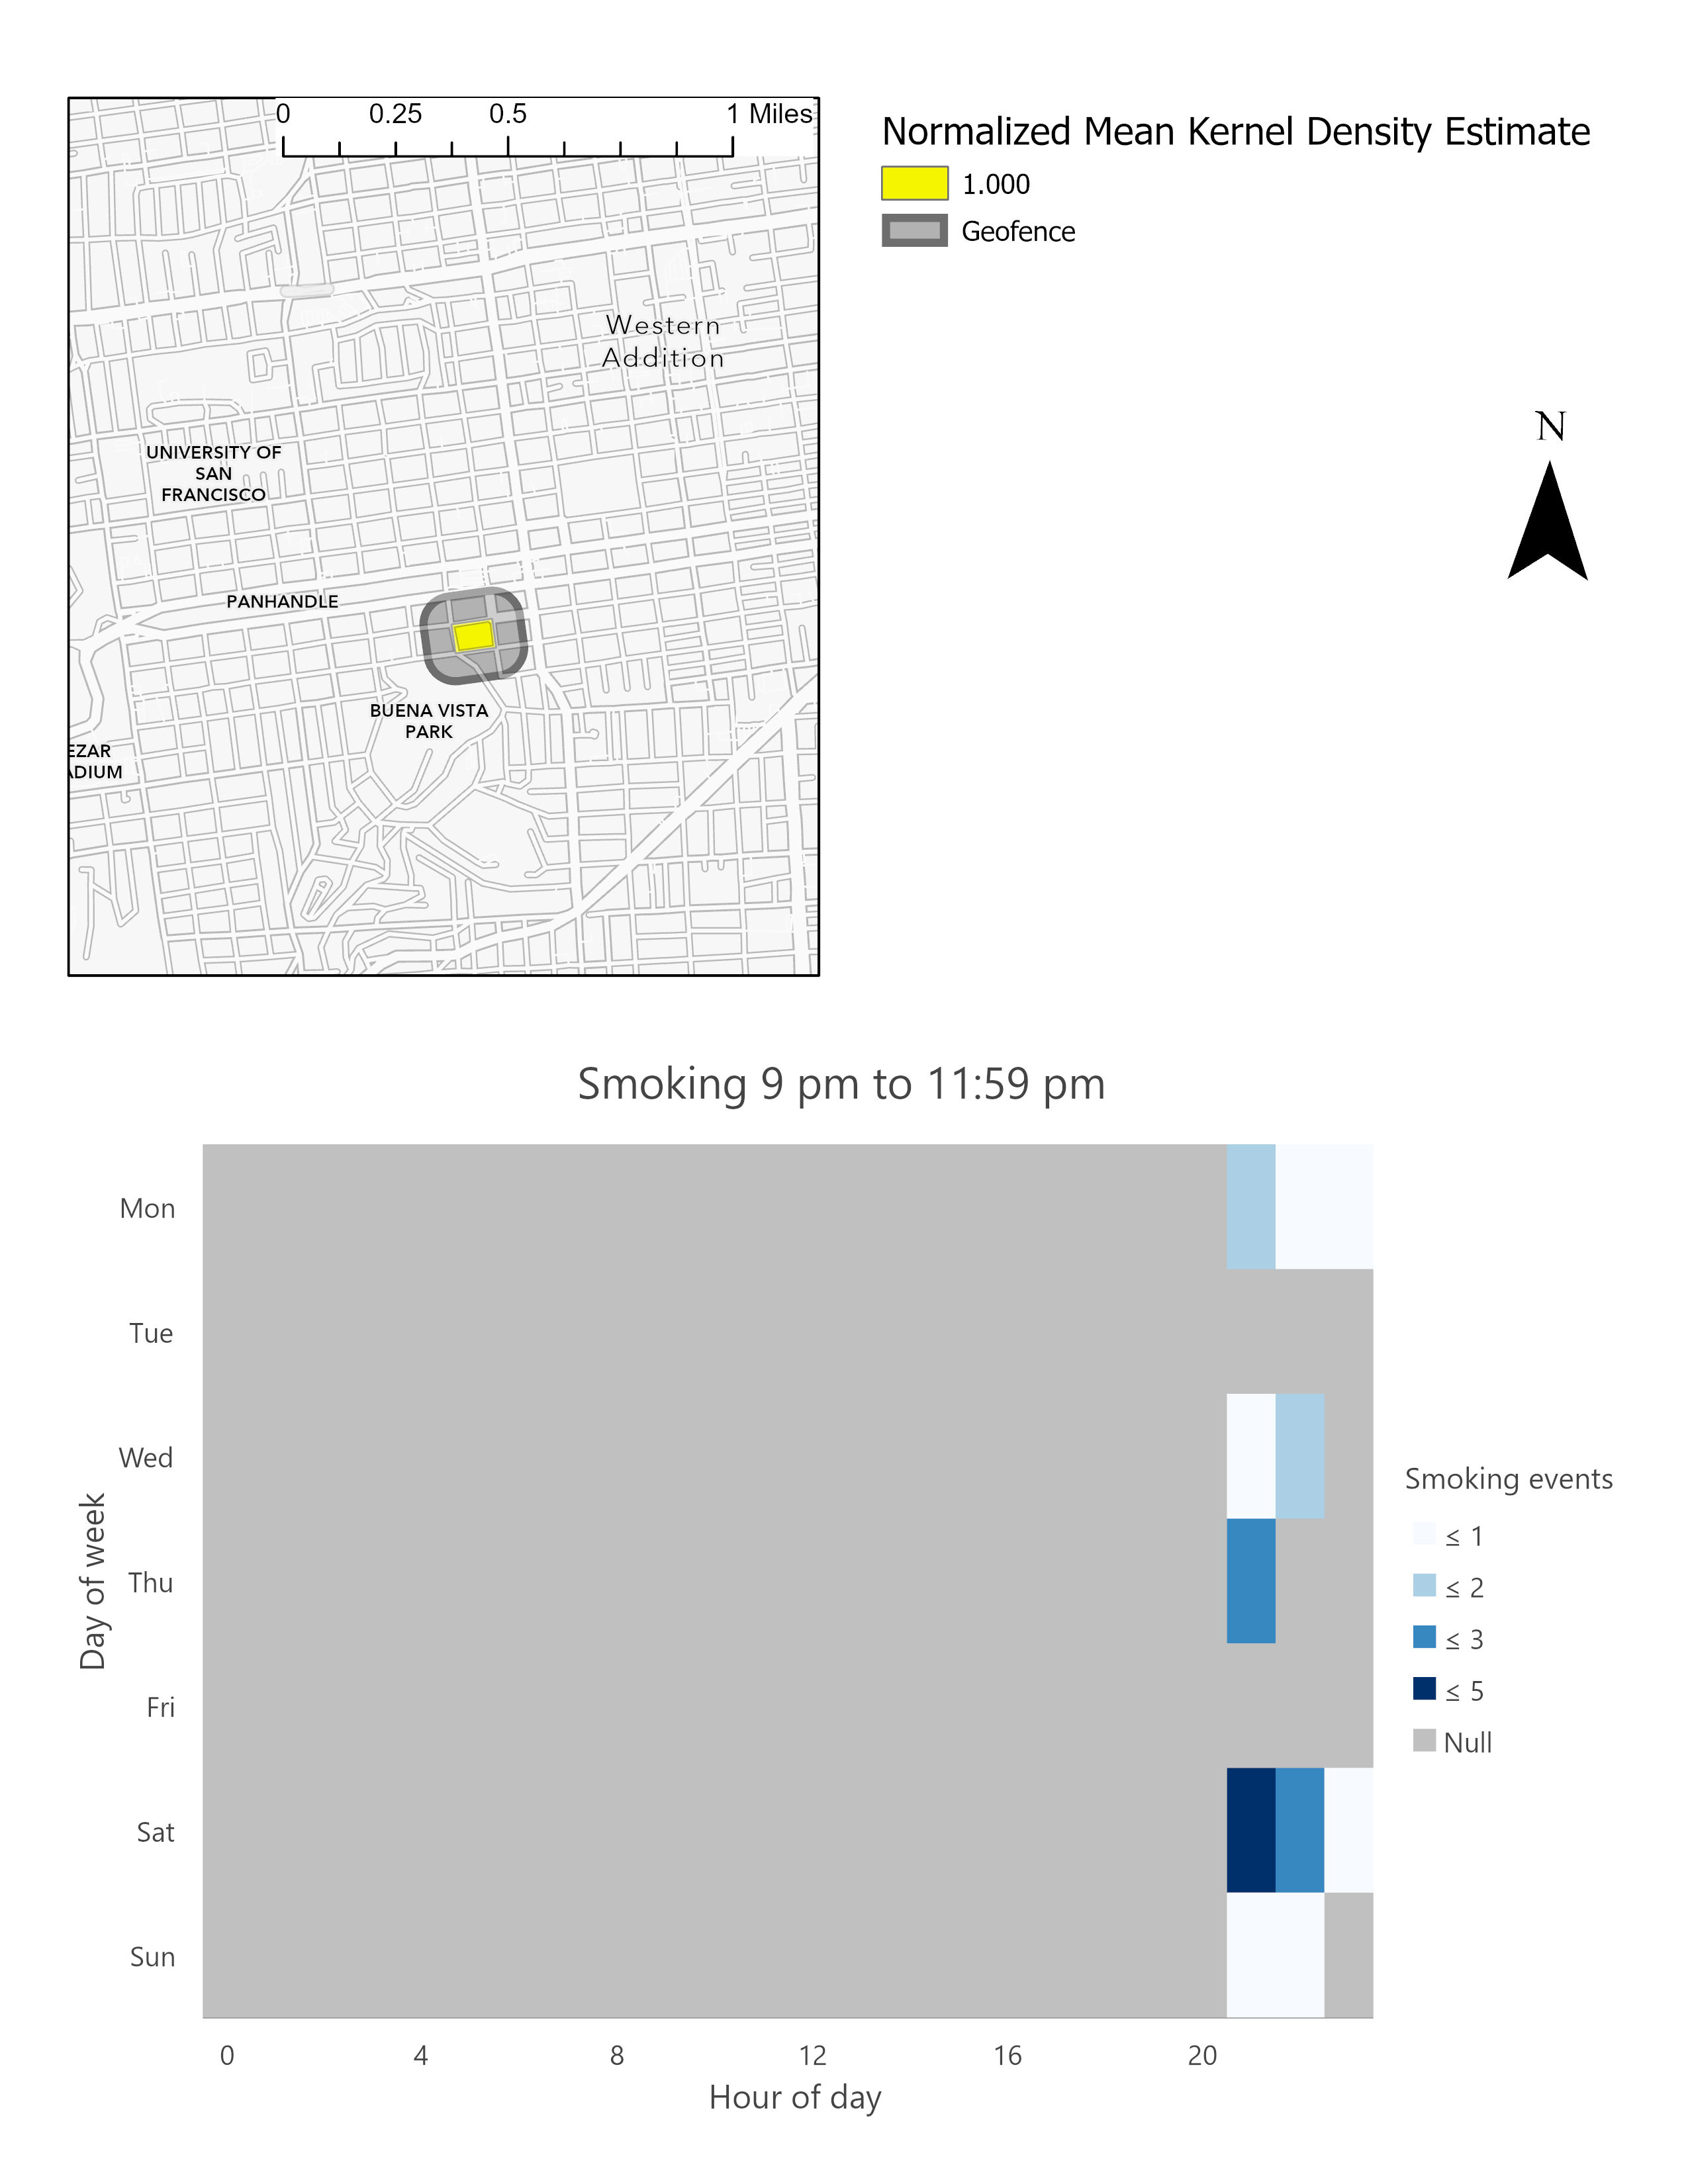 0 0.25 0.5 1 Miles
Normalized Mean Kernel Density Estimate
1.000
Geofence
Western
Addition
N
UNIVERSITY OF
SAN
FRANCISCO
PANHANDLE
BUENA VISTA
PARK
EZAR
ADIUM
Smoking 9 pm to 11:59 pm
Day of week
Mon
Tue
Wed
Thu
Fri
Sat
Sun
Smoking events
≤ 1
≤ 2
≤ 3
≤ 5
Null
0 4 8 12 16 20
Hour of day